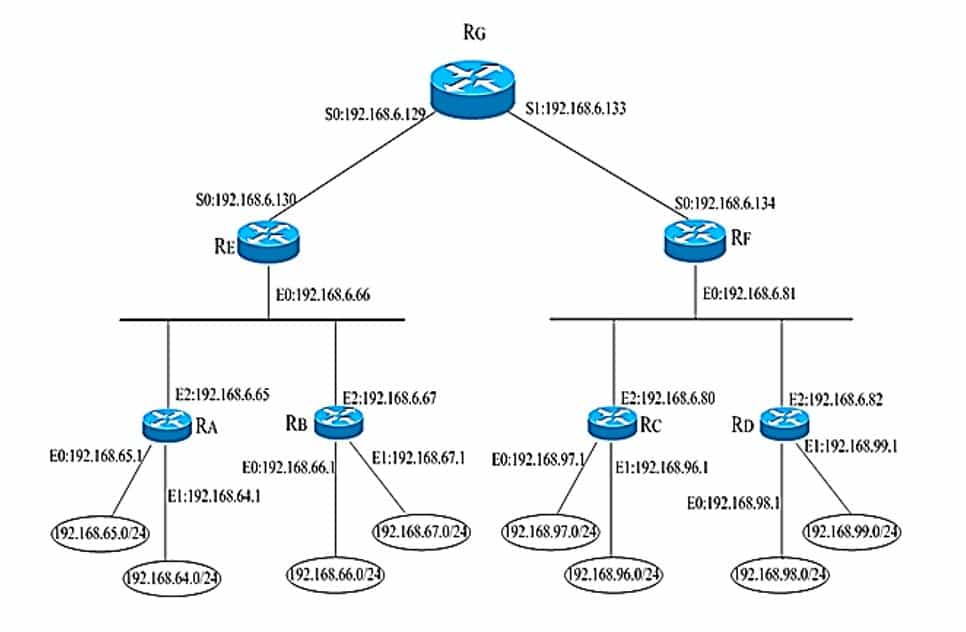 RG
S0:192.168.6.129
S1:192.168.6.133
S0:192.168.6.130
S0:192.168.6.134
RE
RF
E0:192.168.6.66
E0:192.168.6.81
E2:192.168.6.65
E2:192.168.6.67
E2:192.168.6.80
E2:192.168.6.82
RA
RB
RC
RD
E0:192.168.65.1
E0:192.168.66.1
E1:192.168.67.1
E0:192.168.97.1
E1:192.168.96.1
E1:192.168.99.1
E1:192.168.64.1
E0:192.168.98.1
192.168.65.0/24
192.168.67.0/24
192.168.97.0/24
192.168.99.0/24
192.168.64.0/24
192.168.66.0/24
192.168.96.0/24
192.168.98.0/24